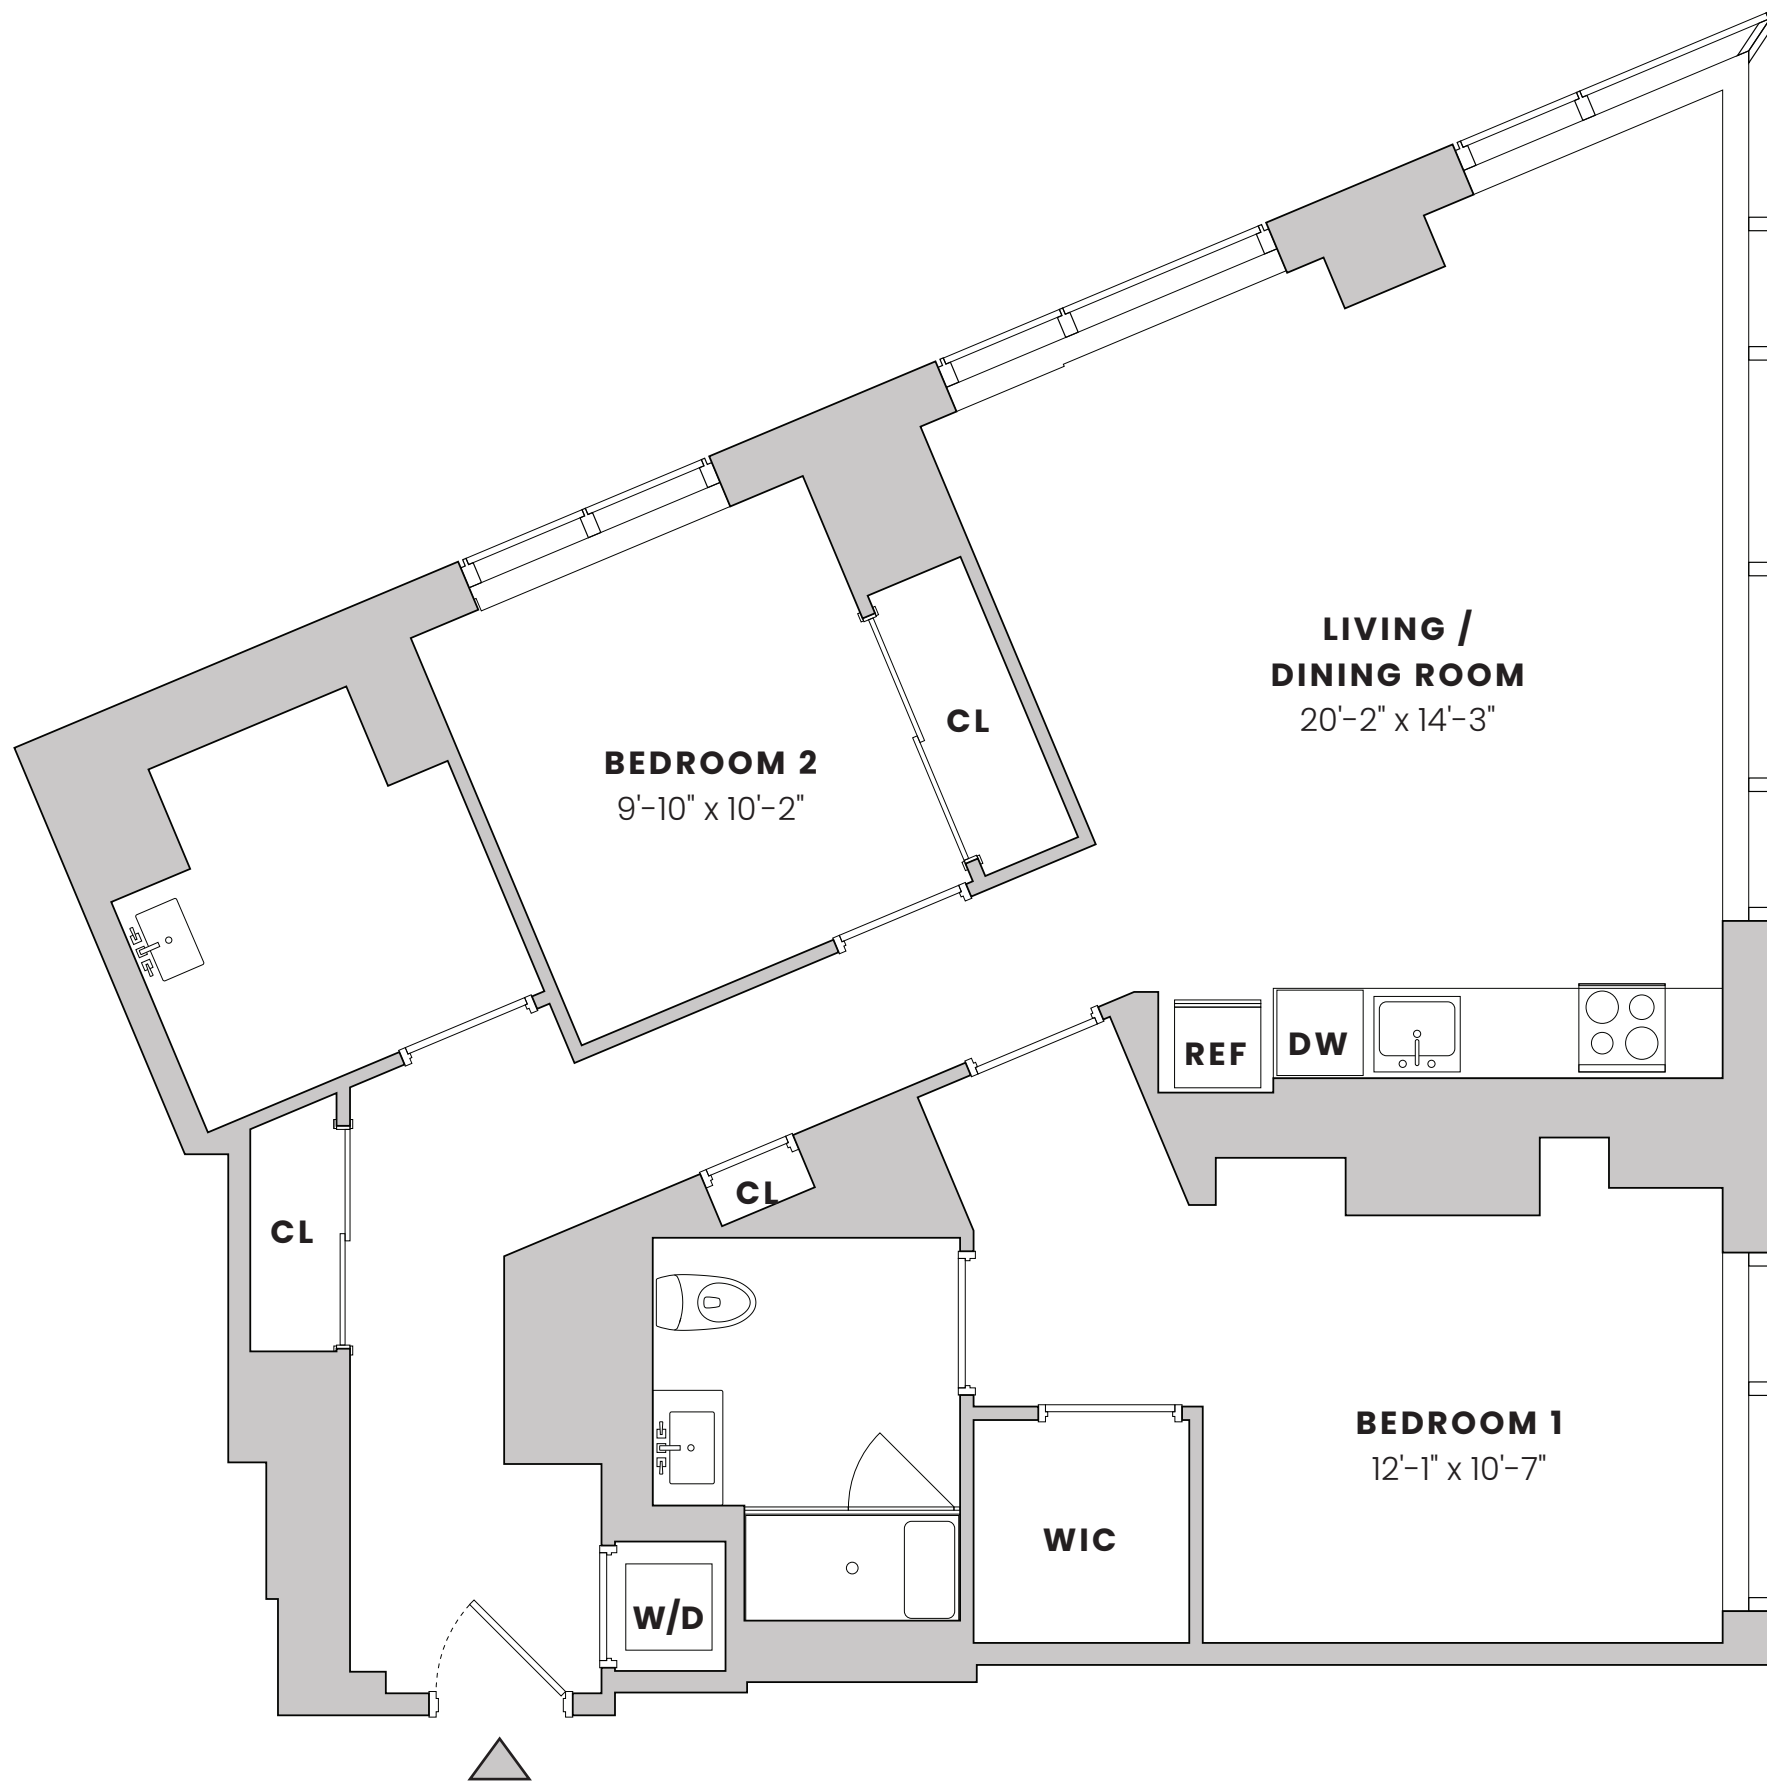 LIVING /
DINING ROOM
20'-2" x 14'-3"
CL
BEDROOM 2
9'-10" x 10'-2"
REF
DW
CL
CL
BEDROOM 1
12'-1" x 10'-7"
WIC
W/D